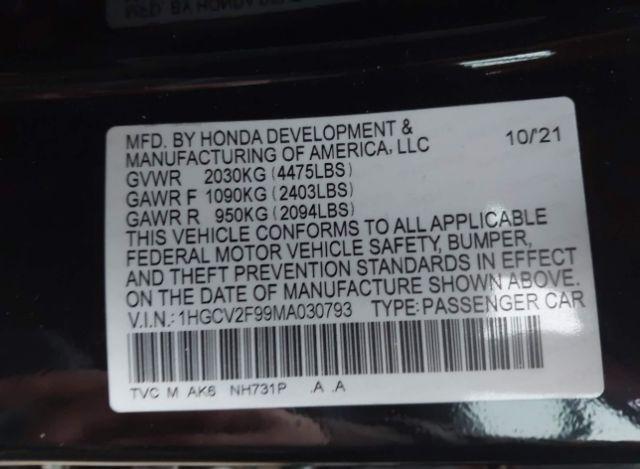 MFD. BY HONDA DEVELOPMENT &
MANUFACTURING OF AMERICA, LLC 10/'21
GVWR 2030KG (4475LBS)
GAWR F 1090KG (2403LBS)
GAWR R 950KG (2094LBS)
THIS VEHICLE CONFORMS TO ALL APPLICABLE
FEDERAL MOTOR VEHICLE SAFETY, BUMPER,
AND THEFT PREVENTION STANDARDS IN EFFECT
ON THE DATE OF MANUFACTURE SHOWN ABOVE.
V.I.N.: 1HGCV2F99MA030793 TYPE: PASSENGER CAR
TVC M AK6 NH731P .A .A